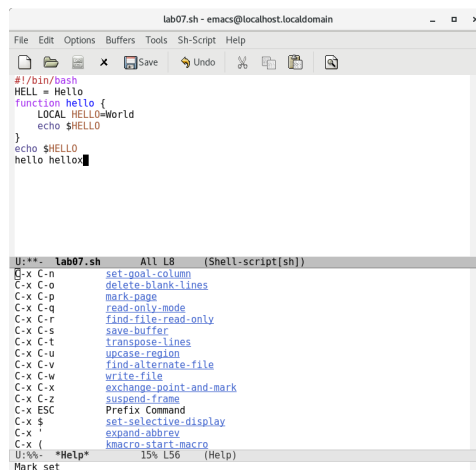 lab07.sh - emacs@localhost.localdomain
File Edit Options Buffers Tools Sh-Script Help
Save Undo
#!/bin/bash
HELL = Hello
function hello {
    LOCAL HELLO=World
    echo $HELLO
}
echo $HELLO
hello hellox
U:**- lab07.sh All L8 (Shell-script[sh])
C-x C-n set-goal-column
C-x C-o delete-blank-lines
C-x C-p mark-page
C-x C-q read-only-mode
C-x C-r find-file-read-only
C-x C-s save-buffer
C-x C-t transpose-lines
C-x C-u upcase-region
C-x C-v find-alternate-file
C-x C-w write-file
C-x C-x exchange-point-and-mark
C-x C-z suspend-frame
C-x ESC Prefix Command
C-x $ set-selective-display
C-x ' expand-abbrev
C-x ( kmacro-start-macro
U:%%- *Help* 15% L56 (Help)
Mark set